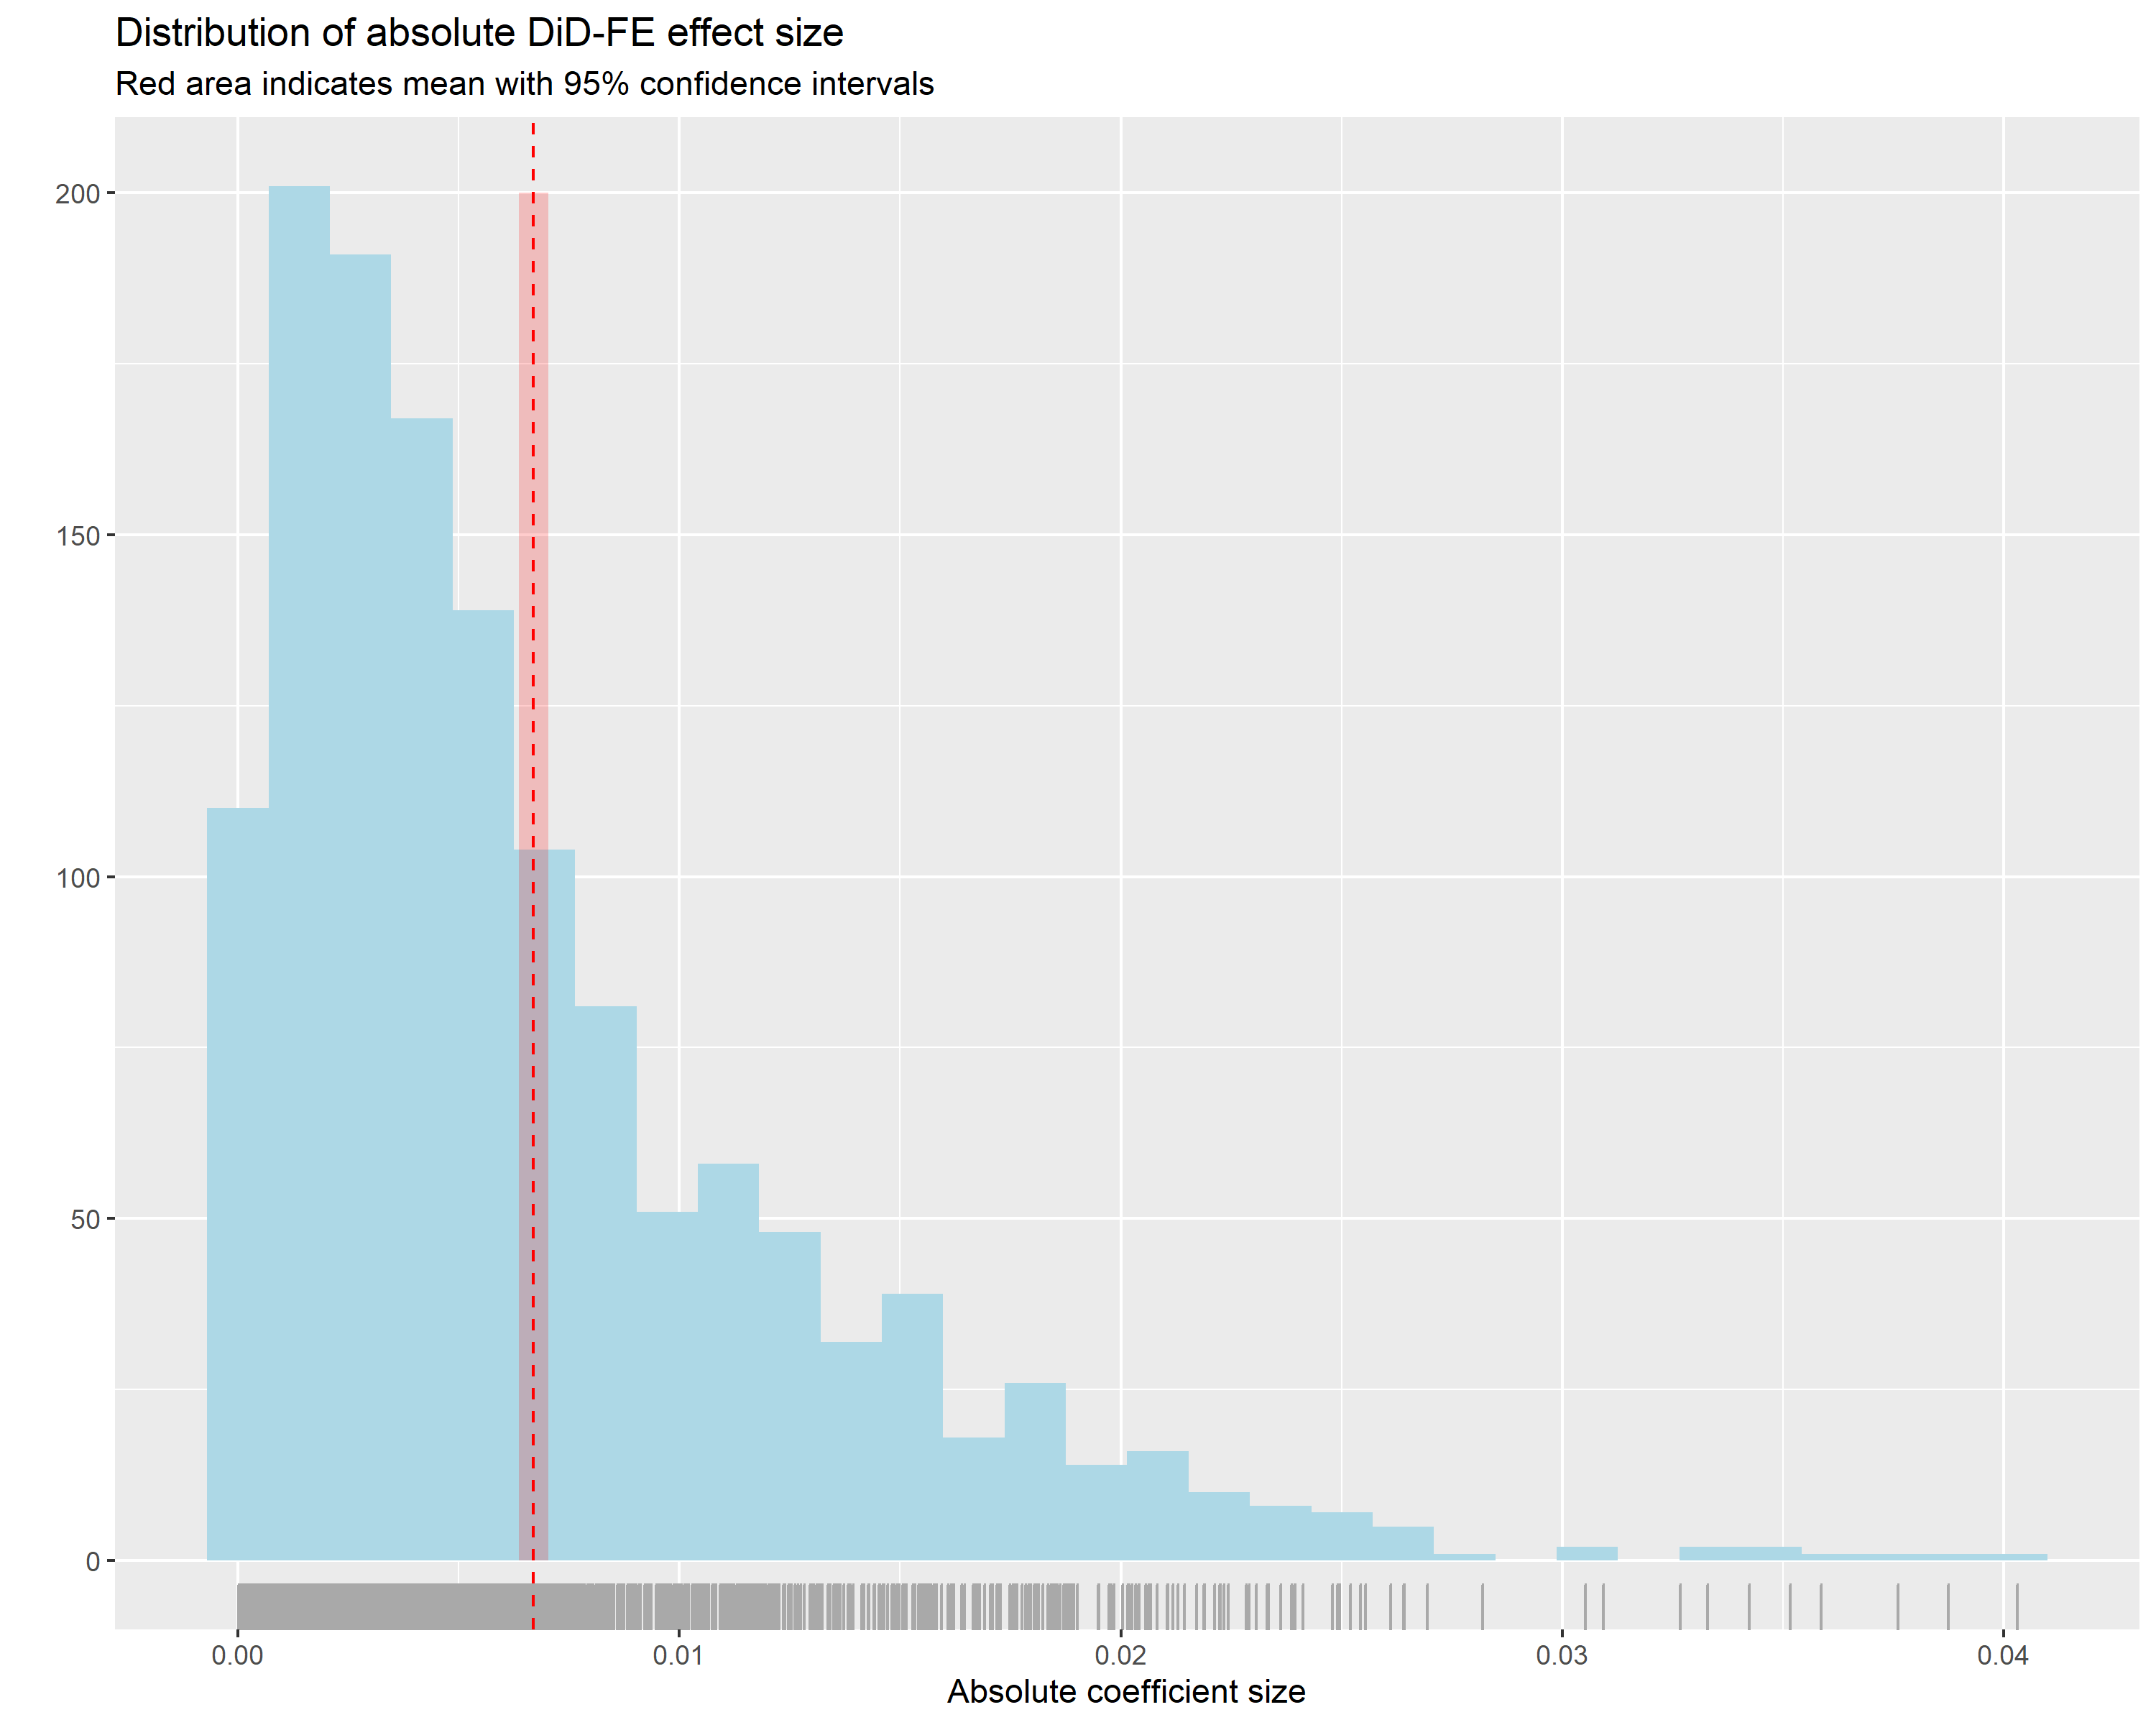 Distribution of absolute DiD-FE effect size
Red area indicates mean with 95% confidence intervals
200
150
100
50
0
0.00 0.01 0.02 0.03 0.04
Absolute coefficient size